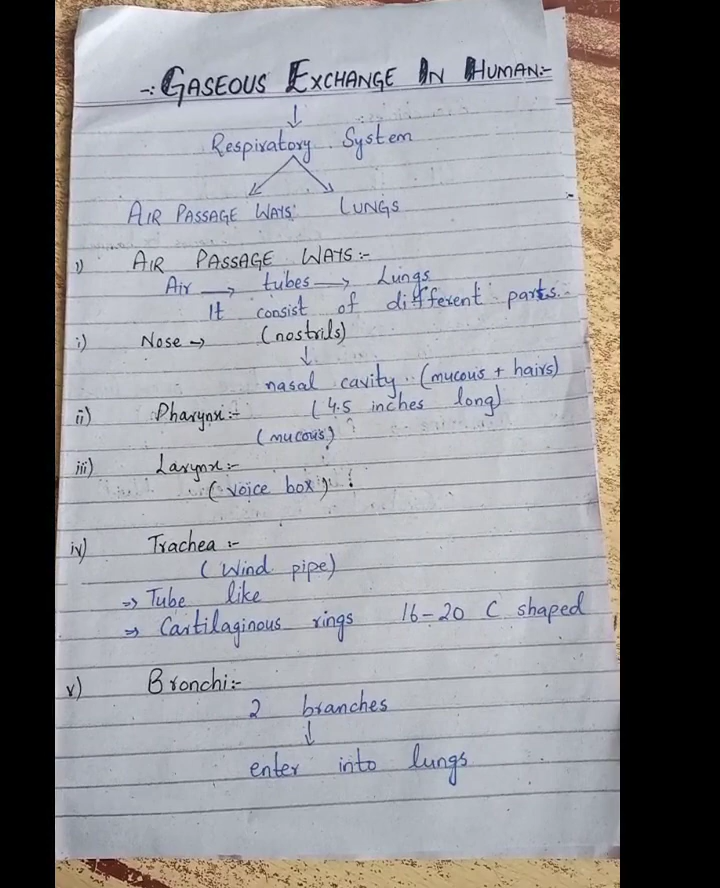 -: GASEOUS EXCHANGE IN HUMAN:-
↓
Respiratory System
AIR PASSAGE WAYS LUNGS
1) AIR PASSAGE WAYS :-
Air → tubes → Lungs
It consist of different parts.
i) Nose → (nostrils)
↓
nasal cavity. (mucous + hairs)
ii) Pharynx :- (4.5 inches long)
(mucous)
iii) Larynx :-
(voice box)
iv) Trachea :-
(Wind pipe)
⇒ Tube like
⇒ Cartilaginous rings 16-20 C shaped
v) Bronchi:-
2 branches
↓
enter into lungs